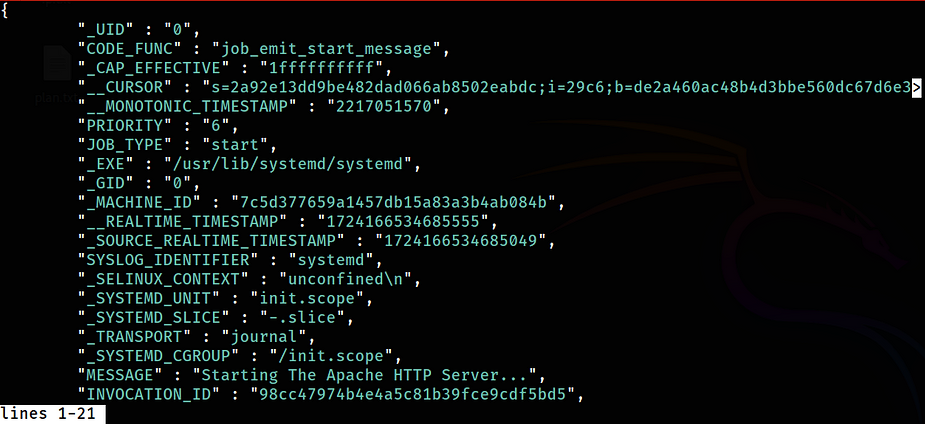 {
"_UID" : "0",
"CODE_FUNC" : "job_emit_start_message",
"_CAP_EFFECTIVE" : "1ffffffffff",
"__CURSOR" : "s=2a92e13dd9be482dad066ab8502eabdc;i=29c6;b=de2a460ac48b4d3bbe560dc67d6e3>
"__MONOTONIC_TIMESTAMP" : "2217051570",
"PRIORITY" : "6",
"JOB_TYPE" : "start",
"_EXE" : "/usr/lib/systemd/systemd",
"_GID" : "0",
"_MACHINE_ID" : "7c5d377659a1457db15a83a3b4ab084b",
"__REALTIME_TIMESTAMP" : "1724166534685555",
"_SOURCE_REALTIME_TIMESTAMP" : "1724166534685049",
"SYSLOG_IDENTIFIER" : "systemd",
"_SELINUX_CONTEXT" : "unconfined\n",
"_SYSTEMD_UNIT" : "init.scope",
"_SYSTEMD_SLICE" : "-.slice",
"_TRANSPORT" : "journal",
"_SYSTEMD_CGROUP" : "/init.scope",
"MESSAGE" : "Starting The Apache HTTP Server...",
"INVOCATION_ID" : "98cc47974b4e4a5c81b39fce9cdf5bd5",
lines 1-21